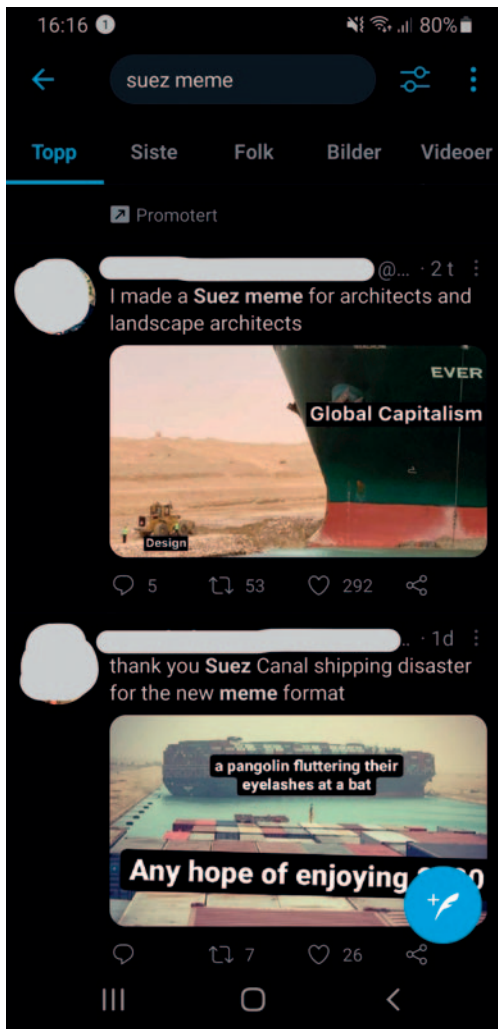 16:16 1 80%
suez meme
Topp Siste Folk Bilder Videoer
Promotert
@... · 2 t
I made a Suez meme for architects and
landscape architects
EVER
Global Capitalism
Design
5 53 292
.. · 1d
thank you Suez Canal shipping disaster
for the new meme format
a pangolin fluttering their
eyelashes at a bat
Any hope of enjoying
7 26